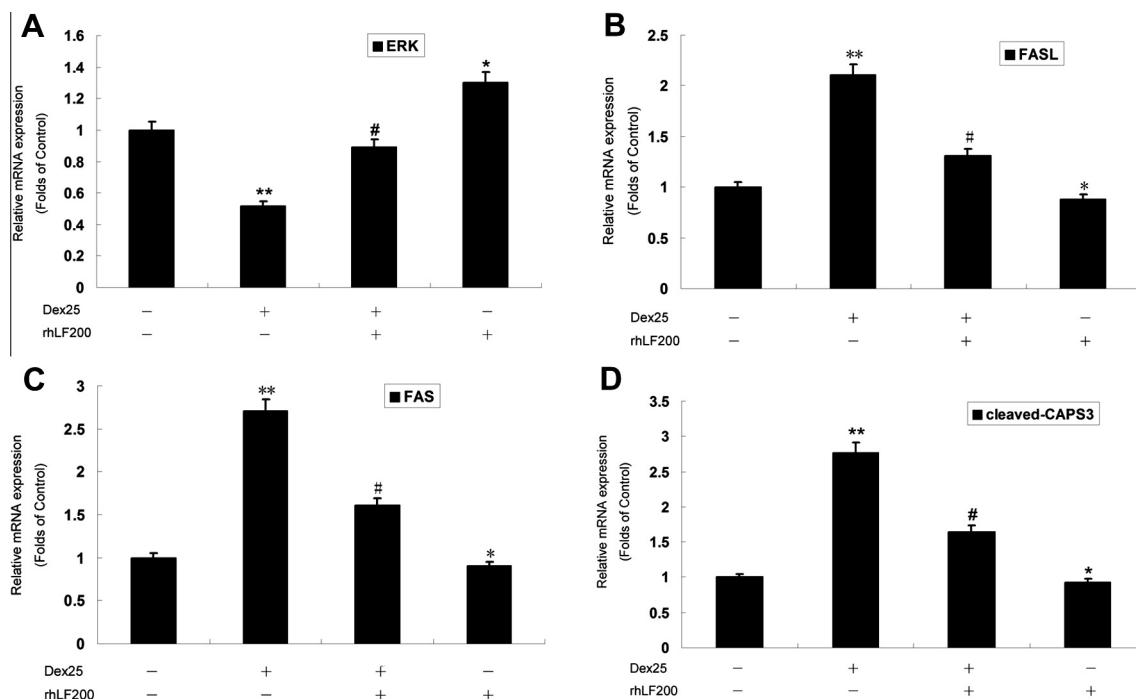 A
ERK
Relative mRNA expression
(Folds of Control)
1.6
1.4
1.2
1
0.8
0.6
0.4
0.2
0
**
#
*
Dex25 − + + −
rhLF200 − − + +
B
FASL
Relative mRNA expression
(Folds of Control)
2.5
2
1.5
1
0.5
0
**
#
*
Dex25 − + + −
rhLF200 − − + +
C
FAS
Relative mRNA expression
(Folds of Control)
3
2.5
2
1.5
1
0.5
0
**
#
*
Dex25 − + + −
rhLF200 − − + +
D
cleaved-CAPS3
Relative mRNA expression
(Folds of Control)
3.5
3
2.5
2
1.5
1
0.5
0
**
#
*
Dex25 − + + −
rhLF200 − − + +